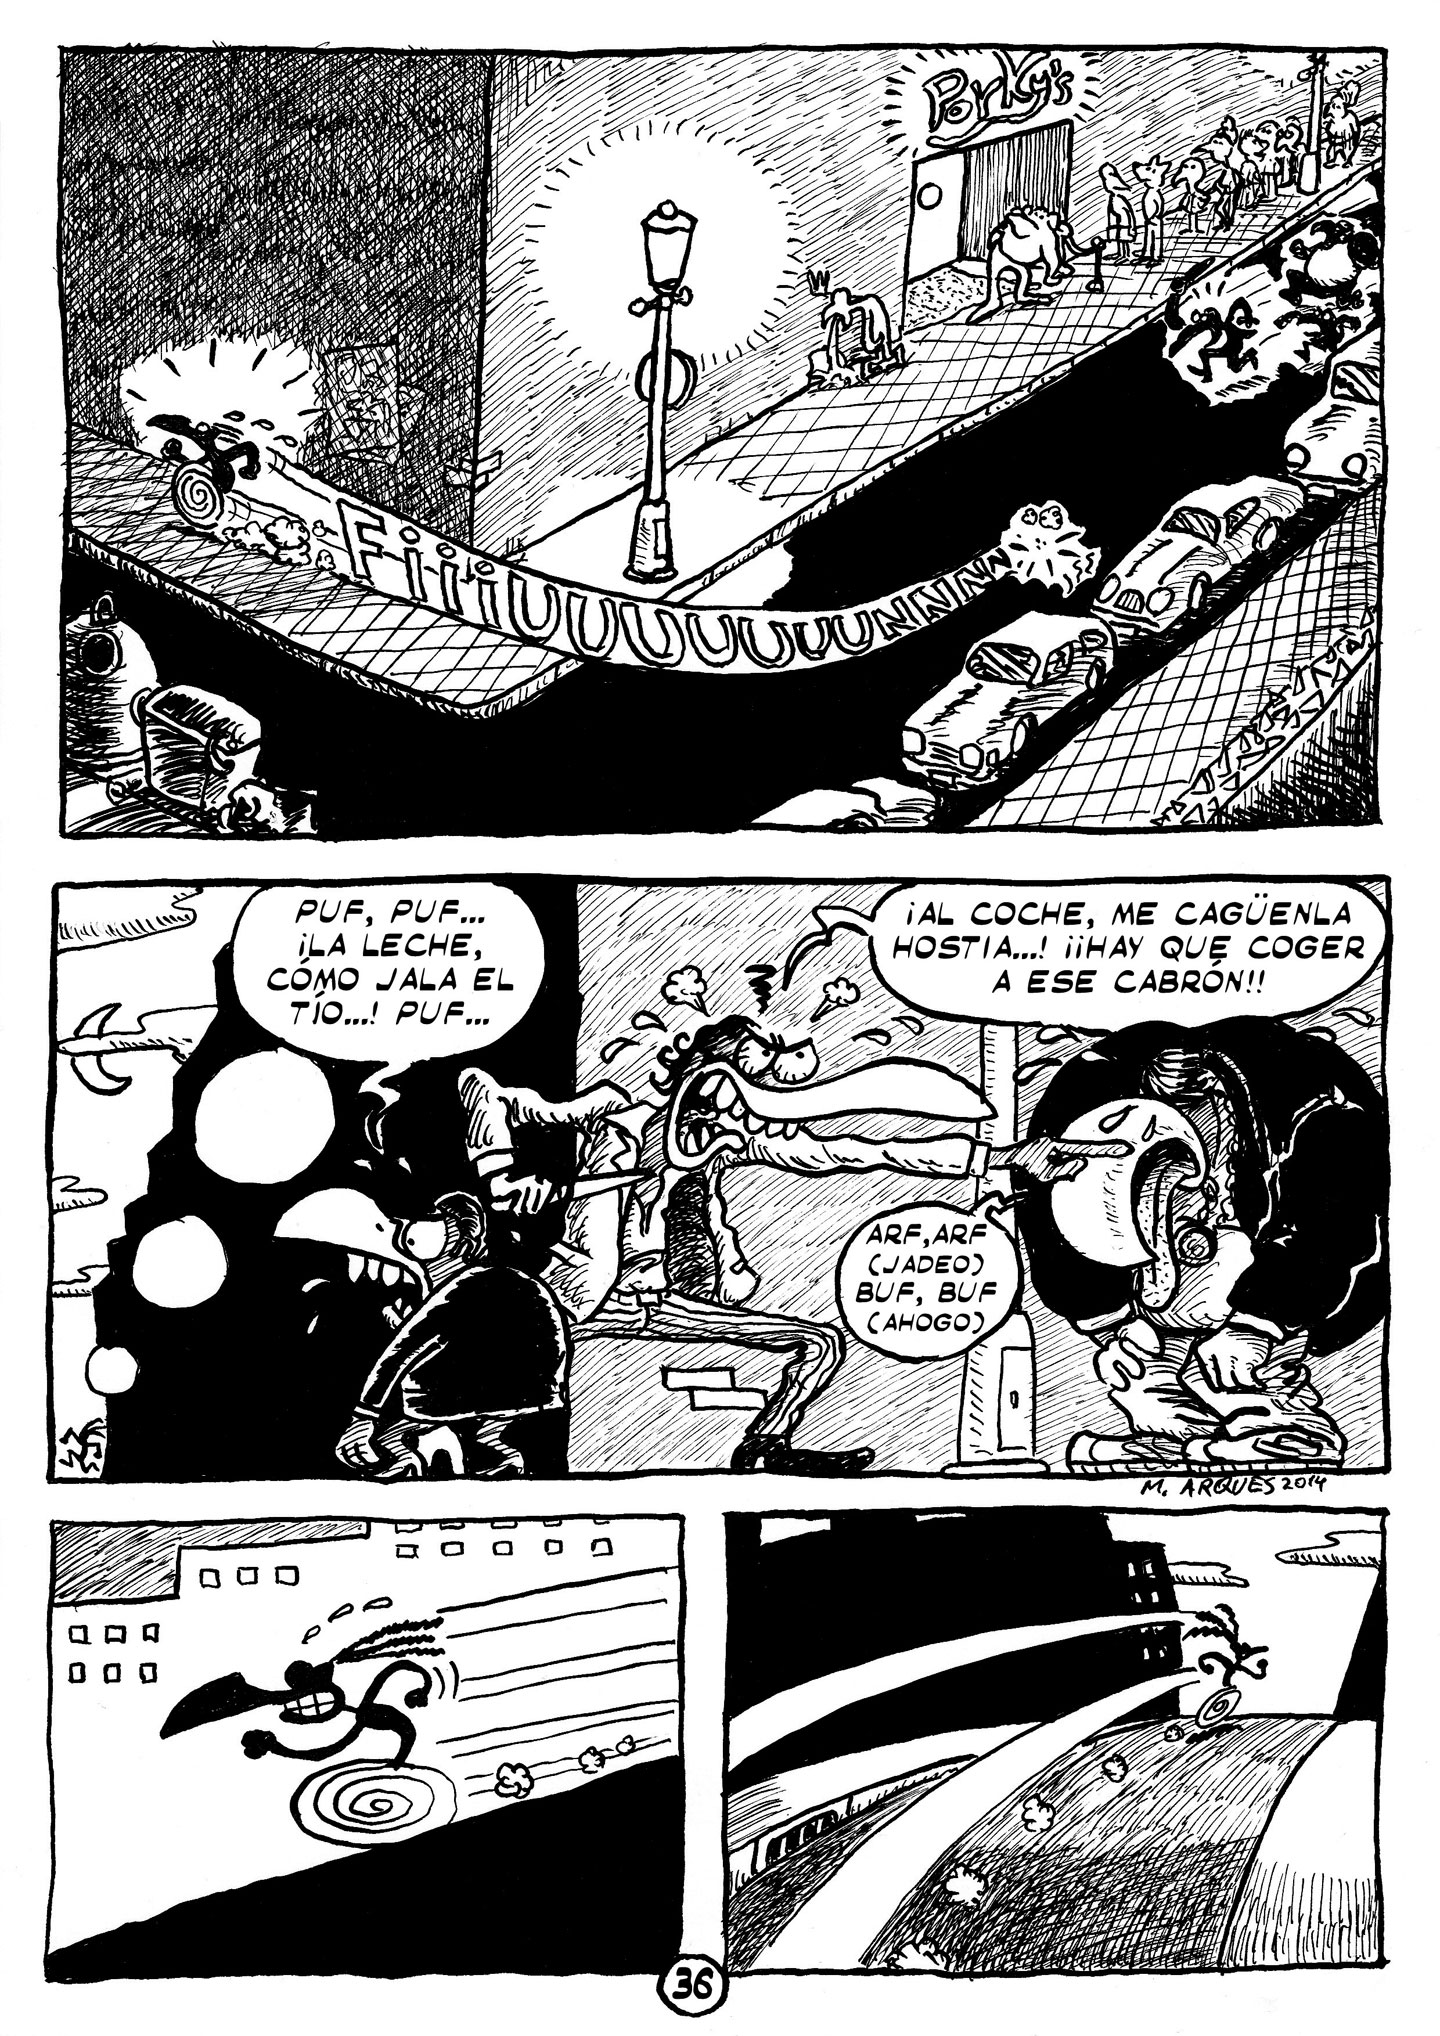 Porky's
FiiiiUUUUUUUUUNNNNN
PUF, PUF...
¡LA LECHE,
CÓMO JALA EL
TÍO...! PUF...
¡AL COCHE, ME CAGÜENLA
HOSTIA...! ¡¡HAY QUE COGER
A ESE CABRÓN!!
ARF, ARF
(JADEO)
BUF, BUF
(AHOGO)
M. ARQUES 2014
36